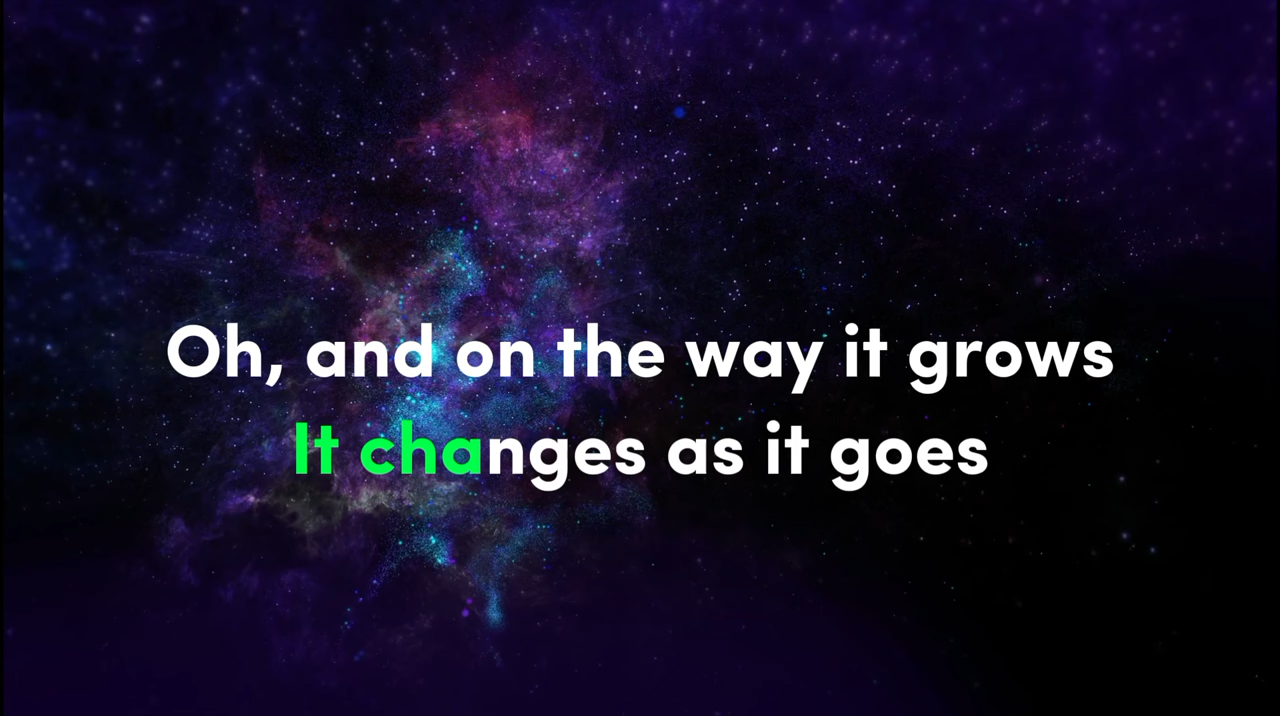 Oh, and on the way it grows
It changes as it goes